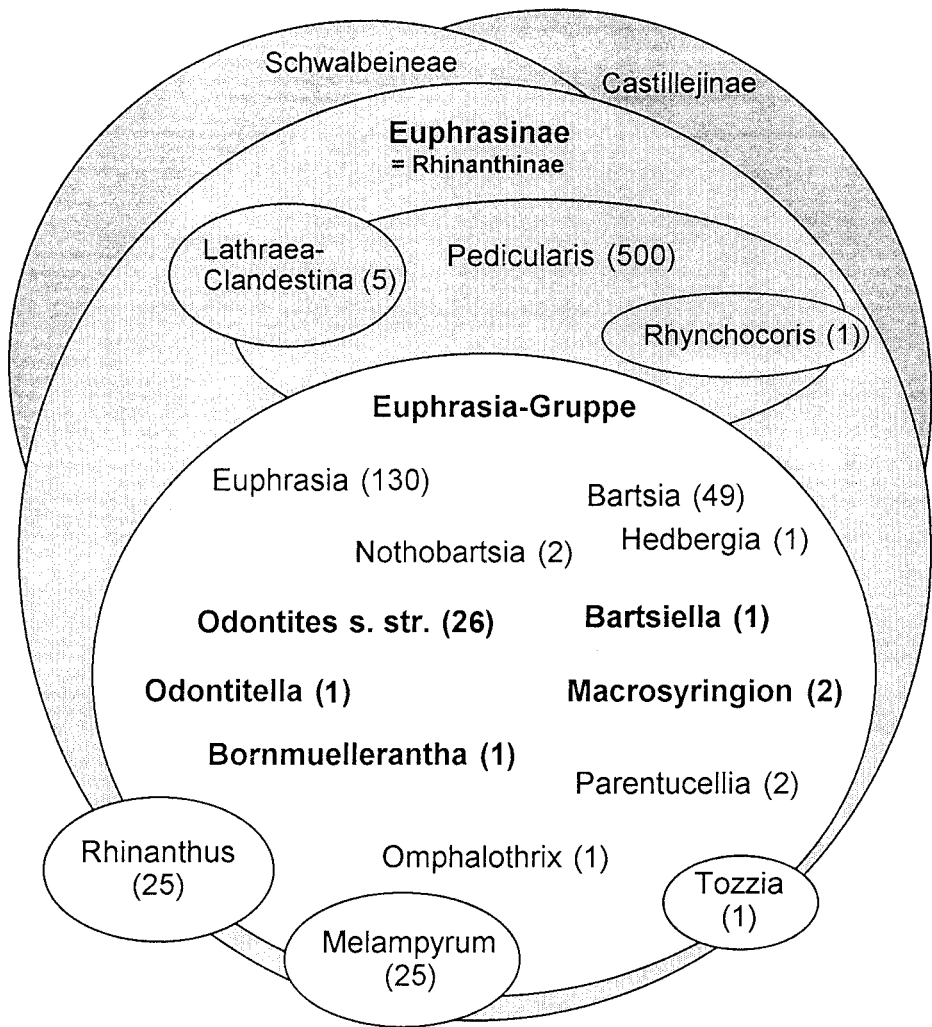 Schwalbeineae
Castillejinae
Euphrasinae
= Rhinanthinae
Lathraea-
Clandestina (5)
Pedicularis (500)
Rhynchocoris (1)
Euphrasia-Gruppe
Euphrasia (130)
Bartsia (49)
Nothobartsia (2)
Hedbergia (1)
Odontites s. str. (26)
Bartsiella (1)
Odontitella (1)
Macrosyringion (2)
Bornmuellerantha (1)
Parentucellia (2)
Rhinanthus
(25)
Omphalothrix (1)
Tozzia
(1)
Melampyrum
(25)